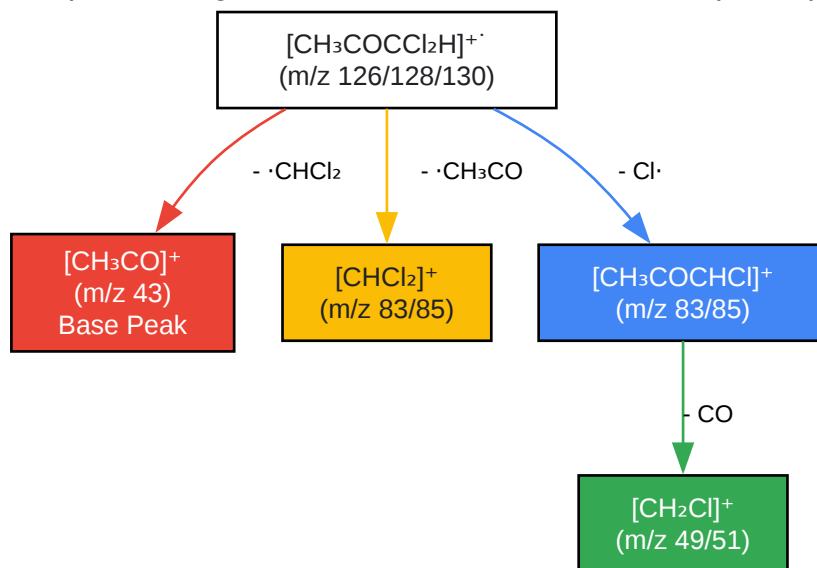 [CH₃COCCl₂H]⁺˙
(m/z 126/128/130)
- ·CHCl₂
- ·CH₃CO
- Cl·
[CH₃CO]⁺
(m/z 43)
Base Peak
[CHCl₂]⁺
(m/z 83/85)
[CH₃COCHCl]⁺
(m/z 83/85)
- CO
[CH₂Cl]⁺
(m/z 49/51)